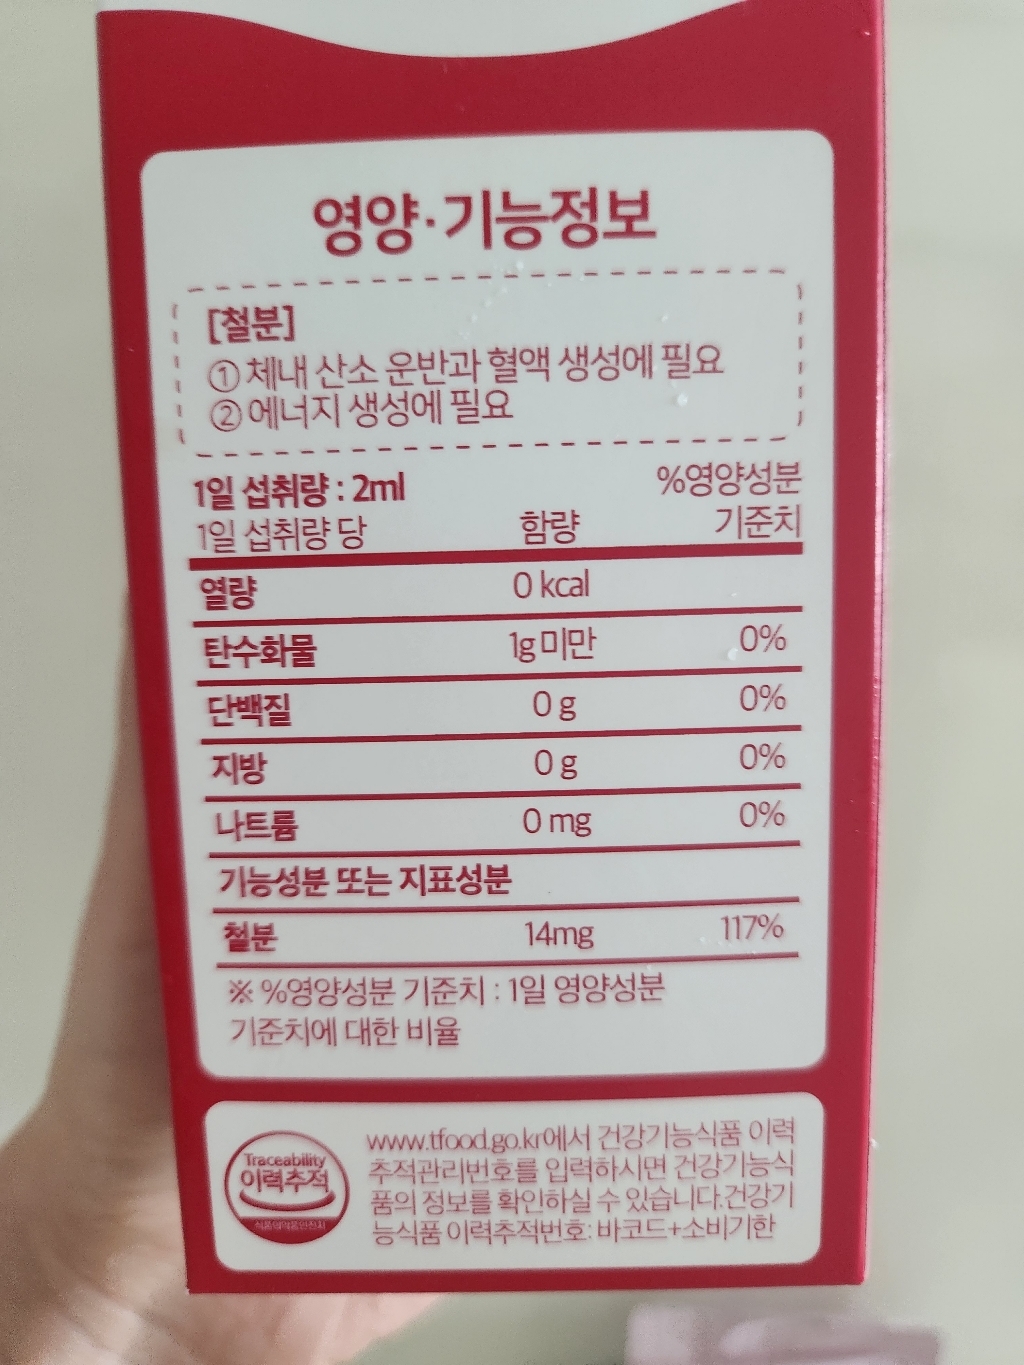 영양·기능정보
[철분]
① 체내 산소 운반과 혈액 생성에 필요
② 에너지 생성에 필요
1일 섭취량 : 2ml
%영양성분
1일 섭취량 당 함량 기준치
열량 0 kcal
탄수화물 1g 미만 0%
단백질 0 g 0%
지방 0 g 0%
나트륨 0 mg 0%
기능성분 또는 지표성분
철분 14mg 117%
※ %영양성분 기준치 : 1일 영양성분
기준치에 대한 비율
Traceability
이력추적
식품의약품안전처
www.tfood.go.kr에서 건강기능식품 이력
추적관리번호를 입력하시면 건강기능식
품의 정보를 확인하실 수 있습니다.건강기
능식품 이력추적번호: 바코드+소비기한